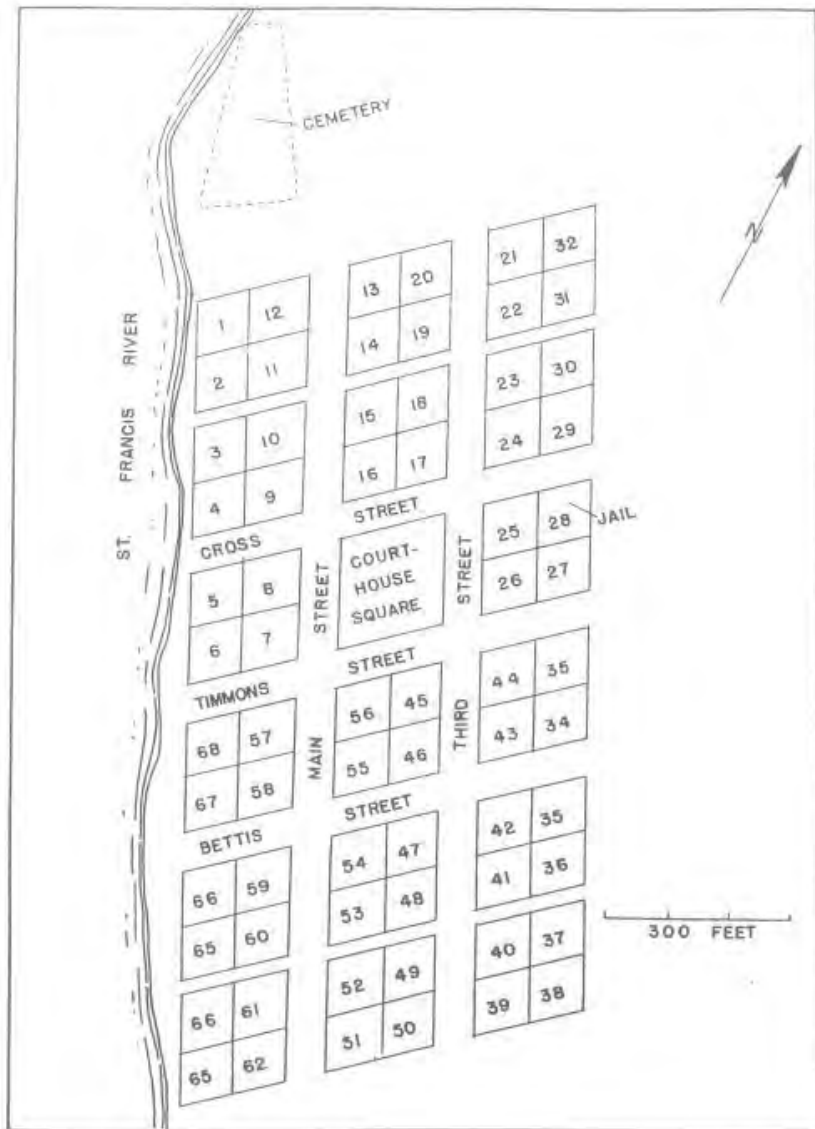 CEMETERY
N
ST. FRANCIS RIVER
1 12
2 11
13 20
14 19
21 32
22 31
3 10
4 9
15 18
16 17
23 30
24 29
CROSS STREET
5 8
6 7
STREET
COURT-
HOUSE
SQUARE
STREET
25 28
26 27
JAIL
TIMMONS STREET
68 57
67 58
MAIN
56 45
55 46
THIRD
44 35
43 34
BETTIS STREET
66 59
65 60
54 47
53 48
42 35
41 36
300 FEET
66 61
65 62
52 49
51 50
40 37
39 38